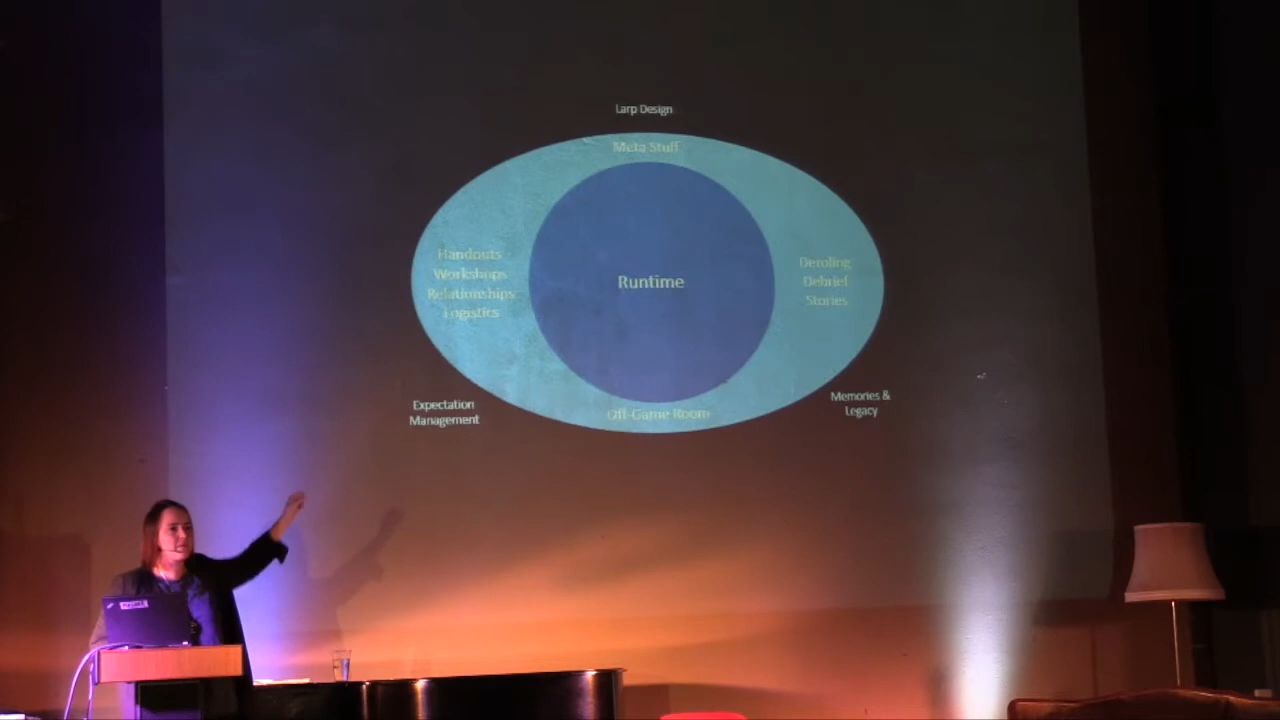 Larp Design
Meta Stuff
Handouts
Workshops
Relationships
Logistics
Runtime
Deroling
Debrief
Stories
Off-Game Room
Expectation
Management
Memories &
Legacy